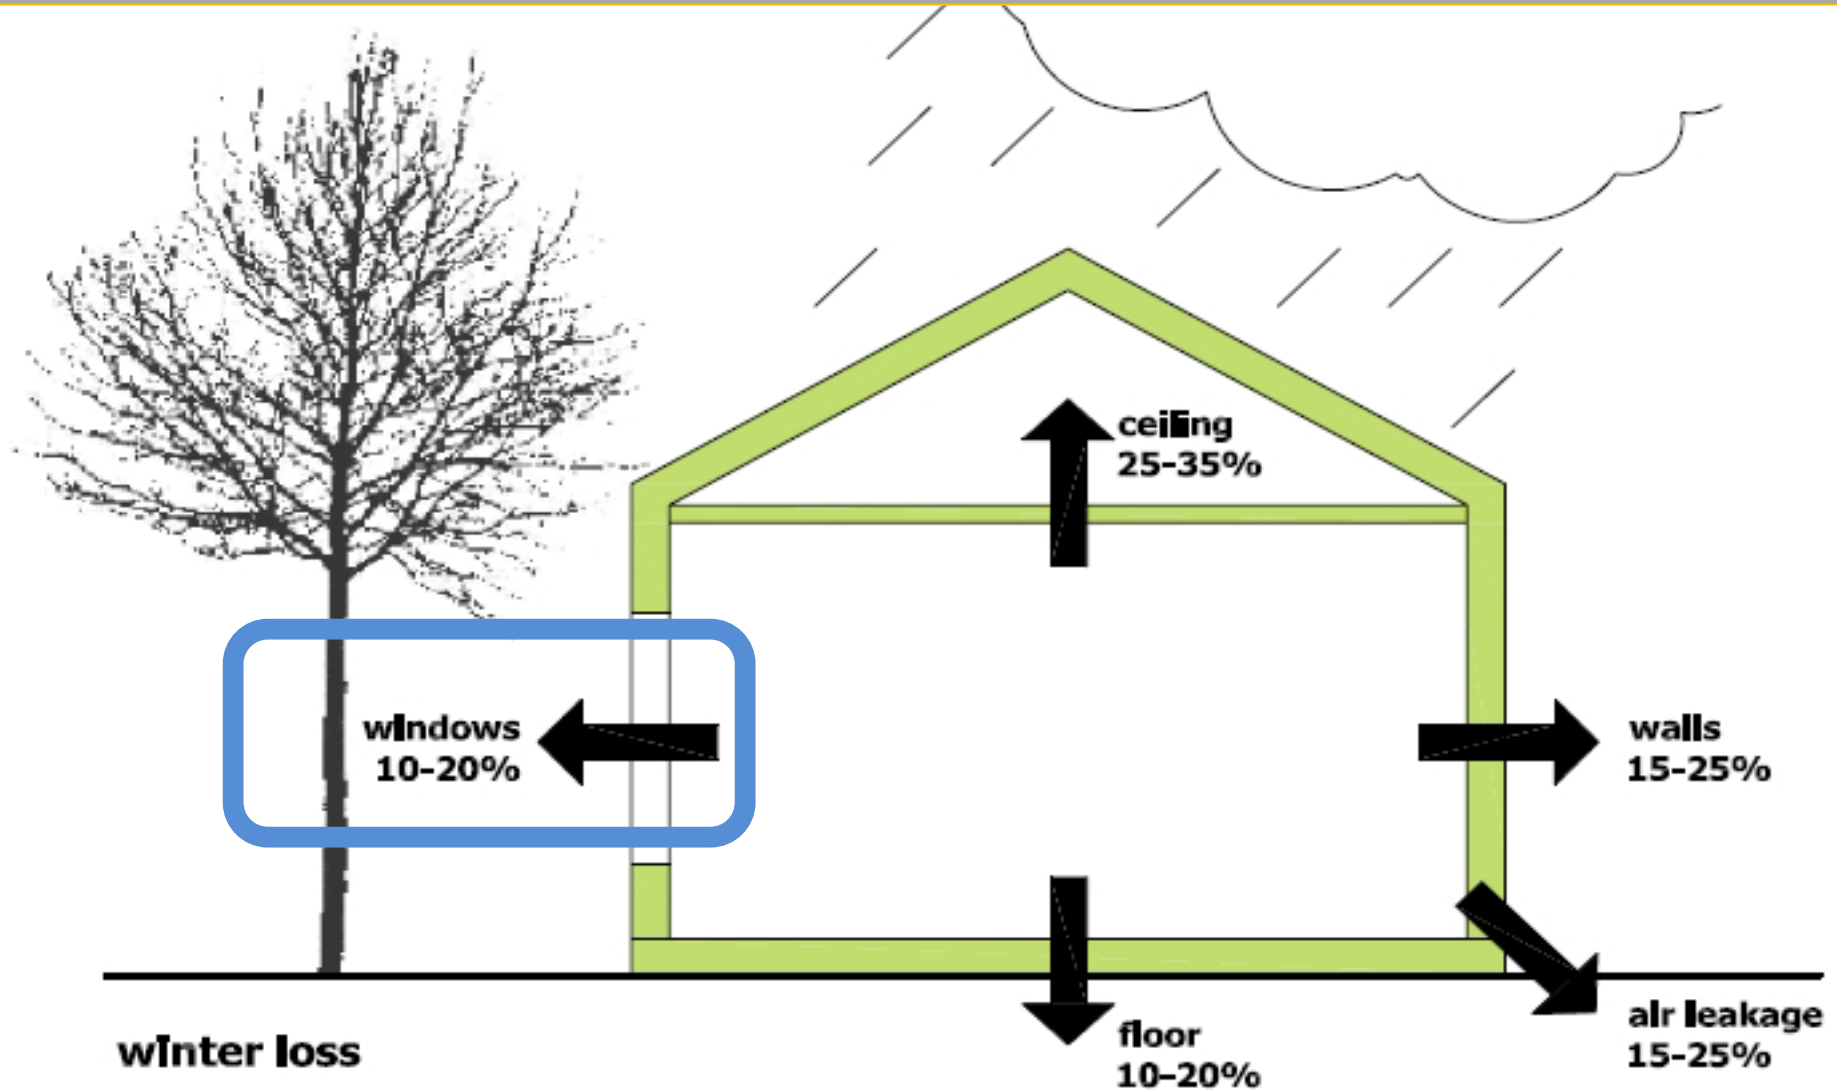 ceiling
25-35%
windows
10-20%
walls
15-25%
air leakage
15-25%
floor
10-20%
winter loss